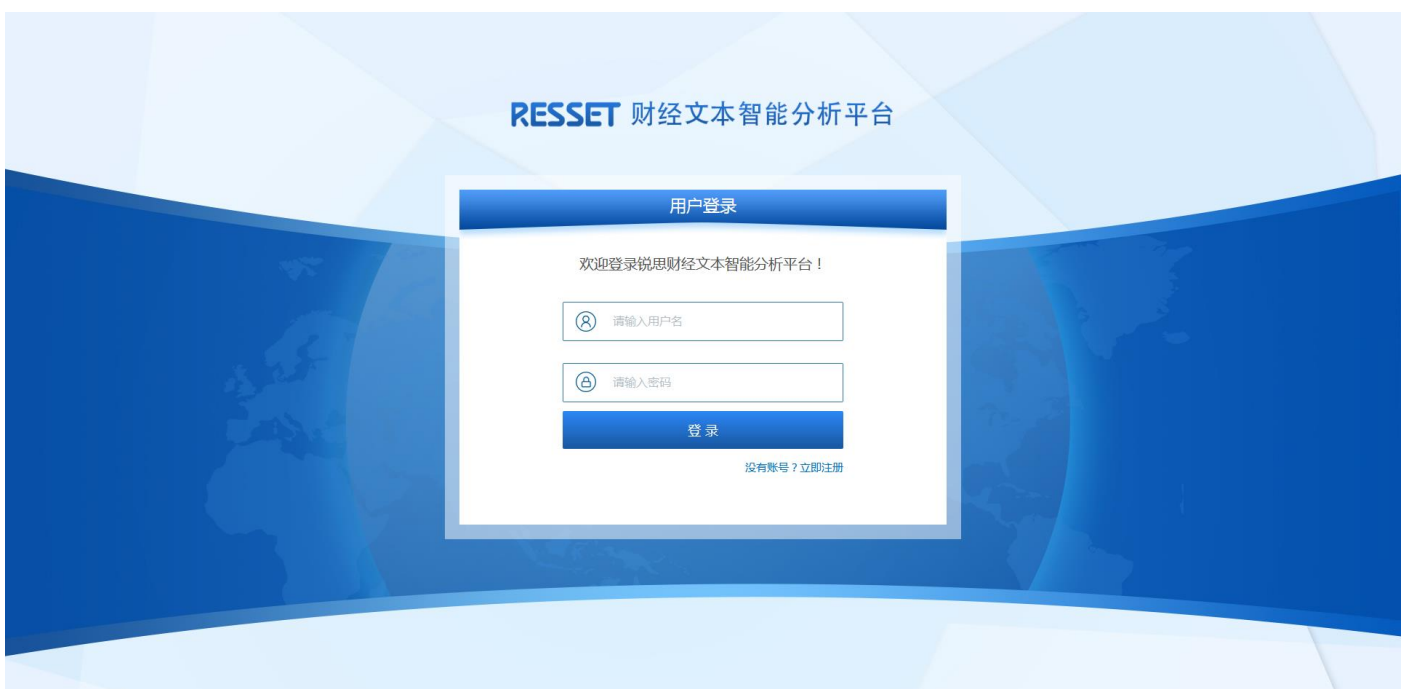 RESSET 财经文本智能分析平台
用户登录
欢迎登录锐思财经文本智能分析平台！
请输入用户名
请输入密码
登 录
没有账号？立即注册